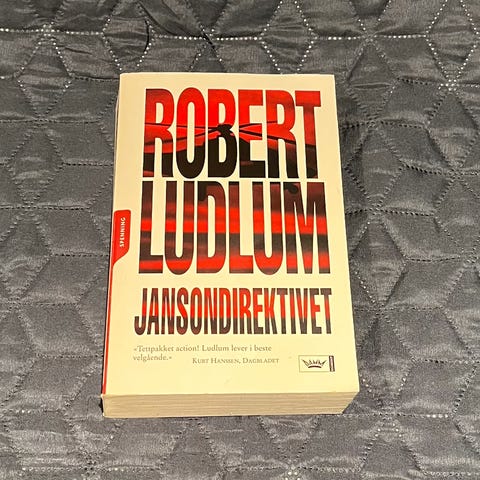 ROBERT
LUDLUM
JANSONDIREKTIVET
SPENNING
«Tettpakket action! Ludlum lever i beste
velgående.» KURT HANSSEN, DAGBLADET